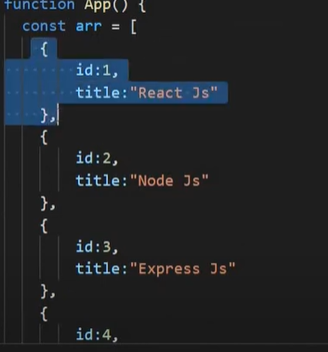 function App() {
const arr = [
{
id:1,
title:"React Js"
},
{
id:2,
title:"Node Js"
},
{
id:3,
title:"Express Js"
},
{
id:4,